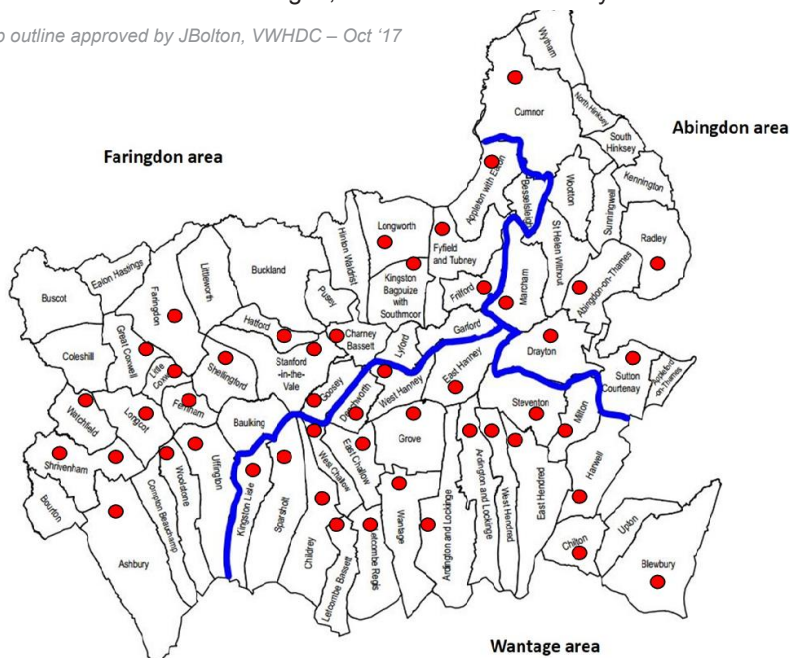 p outline approved by JBolton, VWHDC – Oct ‘17
Wytham
Cumnor
North Hinksey
South
Hinksey
Abingdon area
Faringdon area
Appleton with Eaton
Besselsleigh
Wootton
Sunningwell
Kennington
Radley
St Helen Without
Abingdon-on-Thames
Longworth
Fyfield
and Tubney
Hinton Waldrist
Kingston
Bagpuize
with
Southmoor
Frilford
Marcham
Buckland
Pusey
Littleworth
Eaton Hastings
Buscot
Faringdon
Hatford
Charney
Bassett
Lyford
Garford
Drayton
Great Coxwell
Coleshill
Little
Shellingford
Stanford
-in-the-
Vale
Goosey
Denchworth
West Hanney
East Hanney
Sutton
Courtenay
Appleford
-on-Thames
Watchfield
Longcot
Fernham
Baulking
Grove
Steventon
Milton
Shrivenham
Uffington
Woolstone
Compton Beauchamp
Kingston Lisle
Sparsholt
West Challow
East Challow
Ardington and Lockinge
West Hendred
East Hendred
Harwell
Bourton
Ashbury
Childrey
Letcombe Bassett
Letcombe Regis
Wantage
Ardington and Lockinge
Chilton
Upton
Blewbury
Wantage area